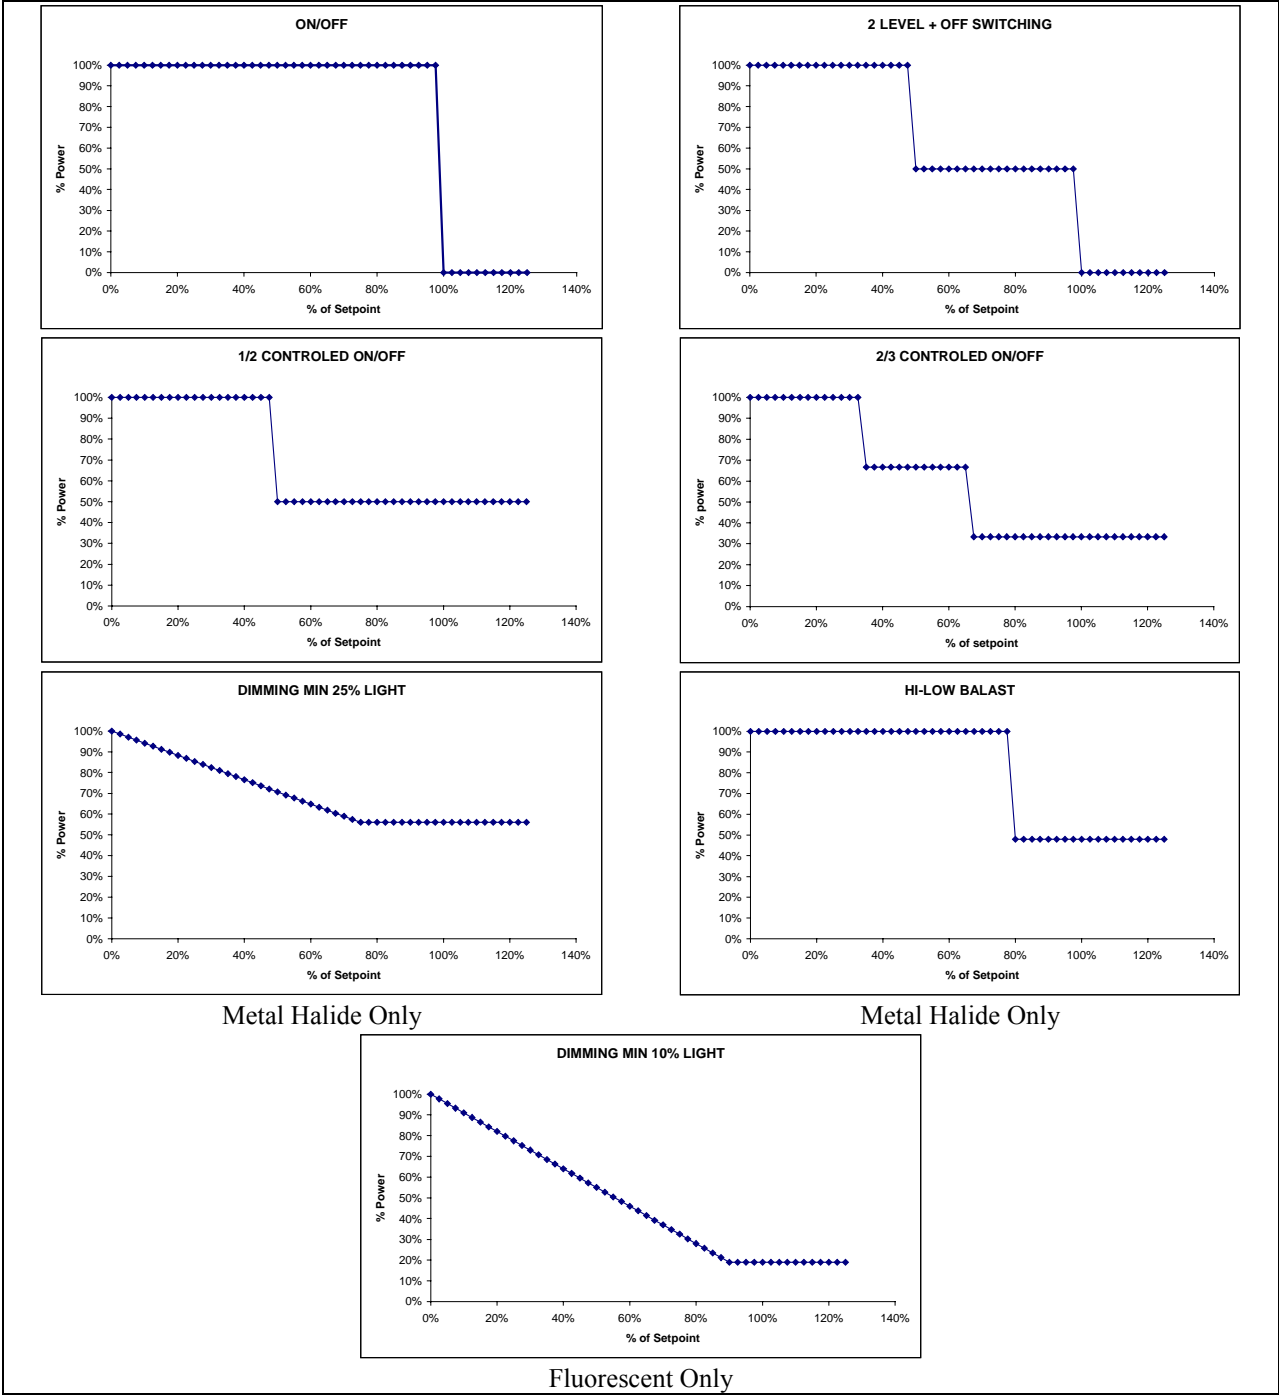 ON/OFF
100%
90%
80%
70%
60%
50%
40%
30%
20%
10%
0%
% Power
0% 20% 40% 60% 80% 100% 120% 140%
% of Setpoint
2 LEVEL + OFF SWITCHING
100%
90%
80%
70%
60%
50%
40%
30%
20%
10%
0%
% Power
0% 20% 40% 60% 80% 100% 120% 140%
% of Setpoint
1/2 CONTROLED ON/OFF
100%
90%
80%
70%
60%
50%
40%
30%
20%
10%
0%
% Power
0% 20% 40% 60% 80% 100% 120% 140%
% of Setpoint
2/3 CONTROLED ON/OFF
100%
90%
80%
70%
60%
50%
40%
30%
20%
10%
0%
% power
0% 20% 40% 60% 80% 100% 120% 140%
% of setpoint
DIMMING MIN 25% LIGHT
100%
90%
80%
70%
60%
50%
40%
30%
20%
10%
0%
% Power
0% 20% 40% 60% 80% 100% 120% 140%
% of Setpoint
Metal Halide Only
HI-LOW BALAST
100%
90%
80%
70%
60%
50%
40%
30%
20%
10%
0%
% Power
0% 20% 40% 60% 80% 100% 120% 140%
% of Setpoint
Metal Halide Only
DIMMING MIN 10% LIGHT
100%
90%
80%
70%
60%
50%
40%
30%
20%
10%
0%
% Power
0% 20% 40% 60% 80% 100% 120% 140%
% of Setpoint
Fluorescent Only